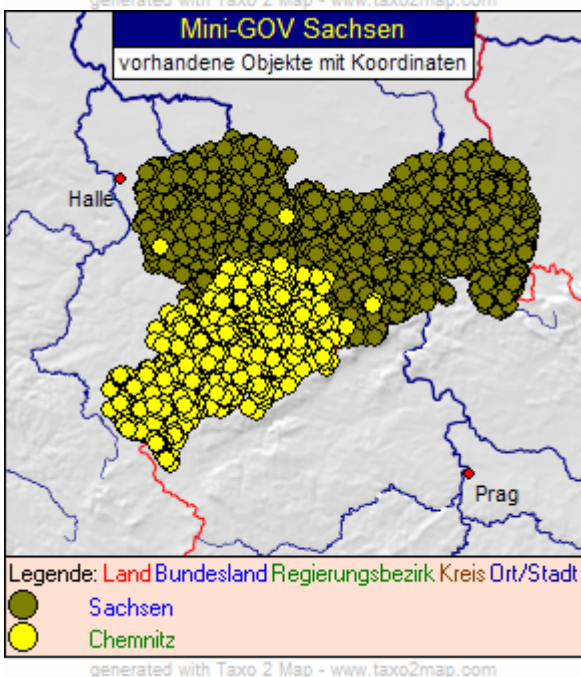 generated with Taxo 2 Map - www.taxo2map.com
Mini-GOV Sachsen
vorhandene Objekte mit Koordinaten
Halle
Prag
Legende: Land Bundesland Regierungsbezirk Kreis Ort/Stadt
Sachsen
Chemnitz
generated with Taxo 2 Map - www.taxo2map.com